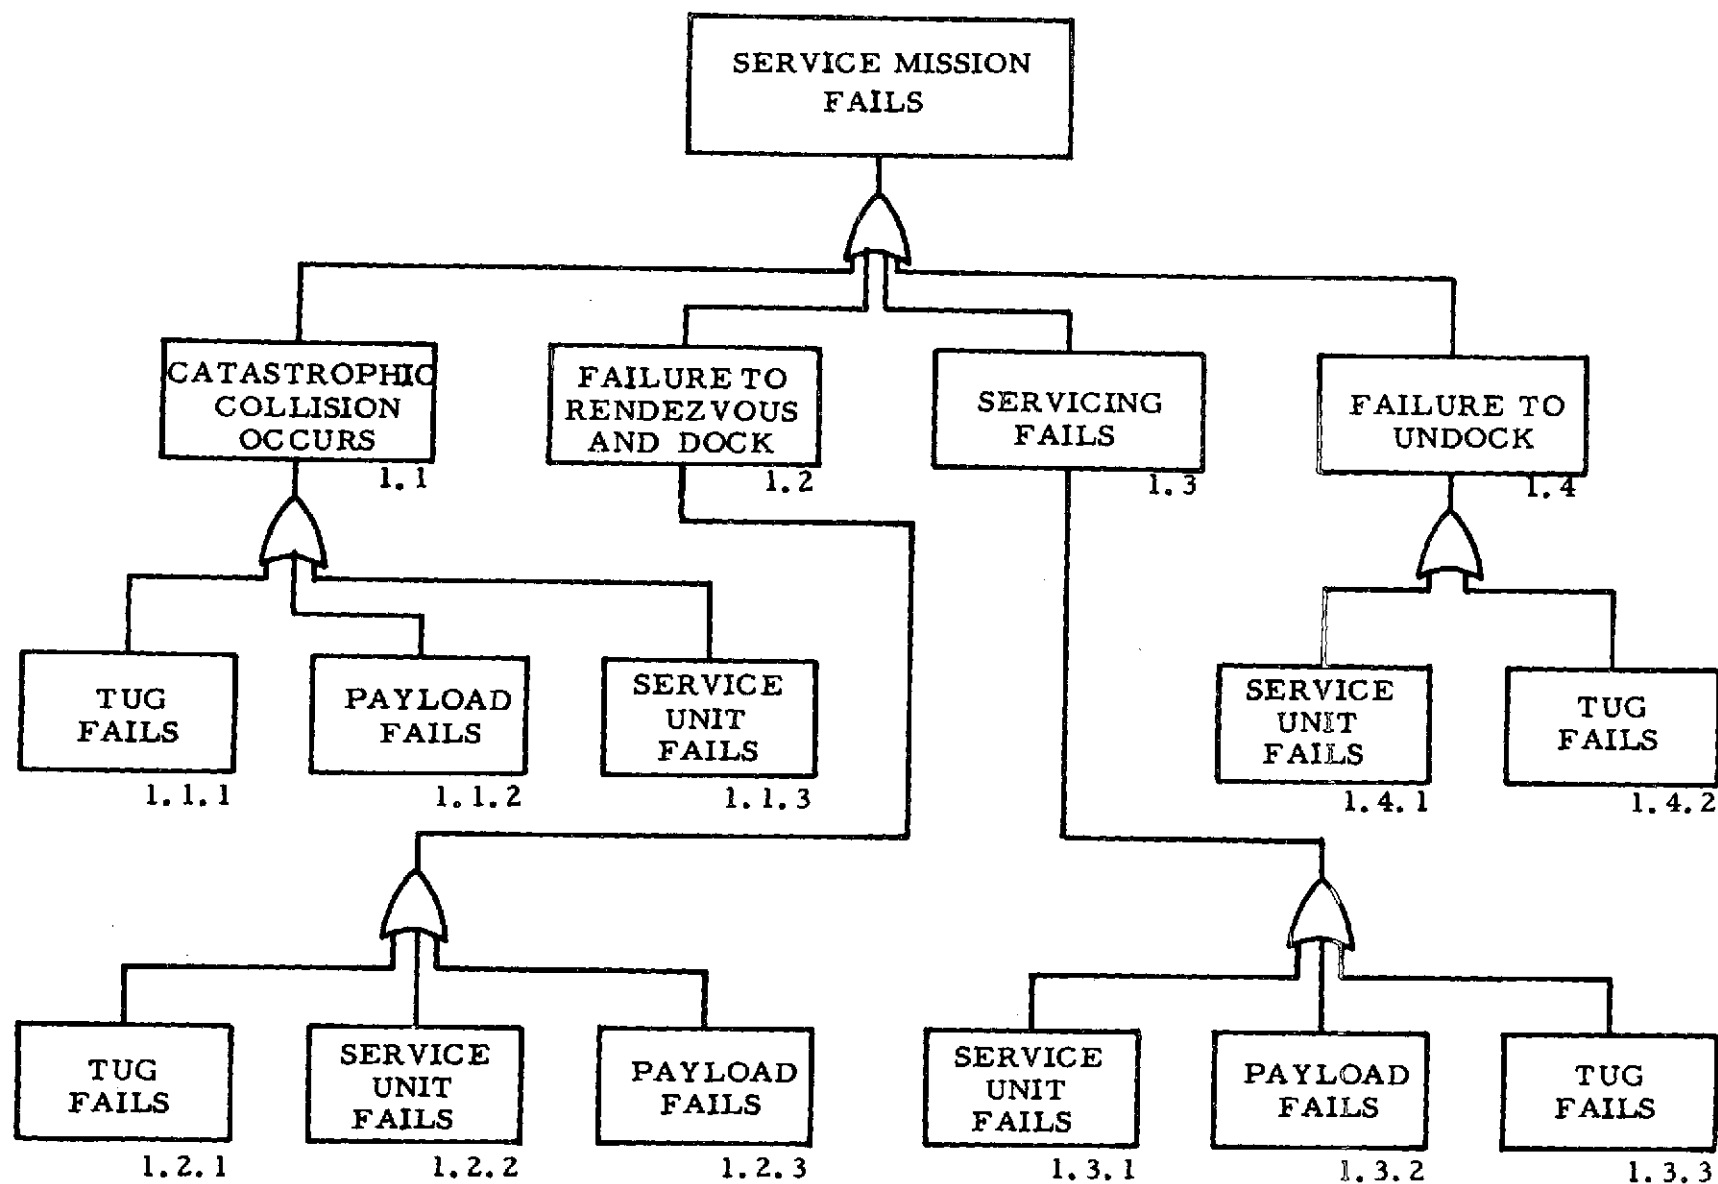 SERVICE MISSION
FAILS
CATASTROPHIC
COLLISION
OCCURS
1.1
FAILURE TO
RENDEZVOUS
AND DOCK
1.2
SERVICING
FAILS
1.3
FAILURE TO
UNDOCK
1.4
TUG
FAILS
1.1.1
PAYLOAD
FAILS
1.1.2
SERVICE
UNIT
FAILS
1.1.3
SERVICE
UNIT
FAILS
1.4.1
TUG
FAILS
1.4.2
TUG
FAILS
1.2.1
SERVICE
UNIT
FAILS
1.2.2
PAYLOAD
FAILS
1.2.3
SERVICE
UNIT
FAILS
1.3.1
PAYLOAD
FAILS
1.3.2
TUG
FAILS
1.3.3